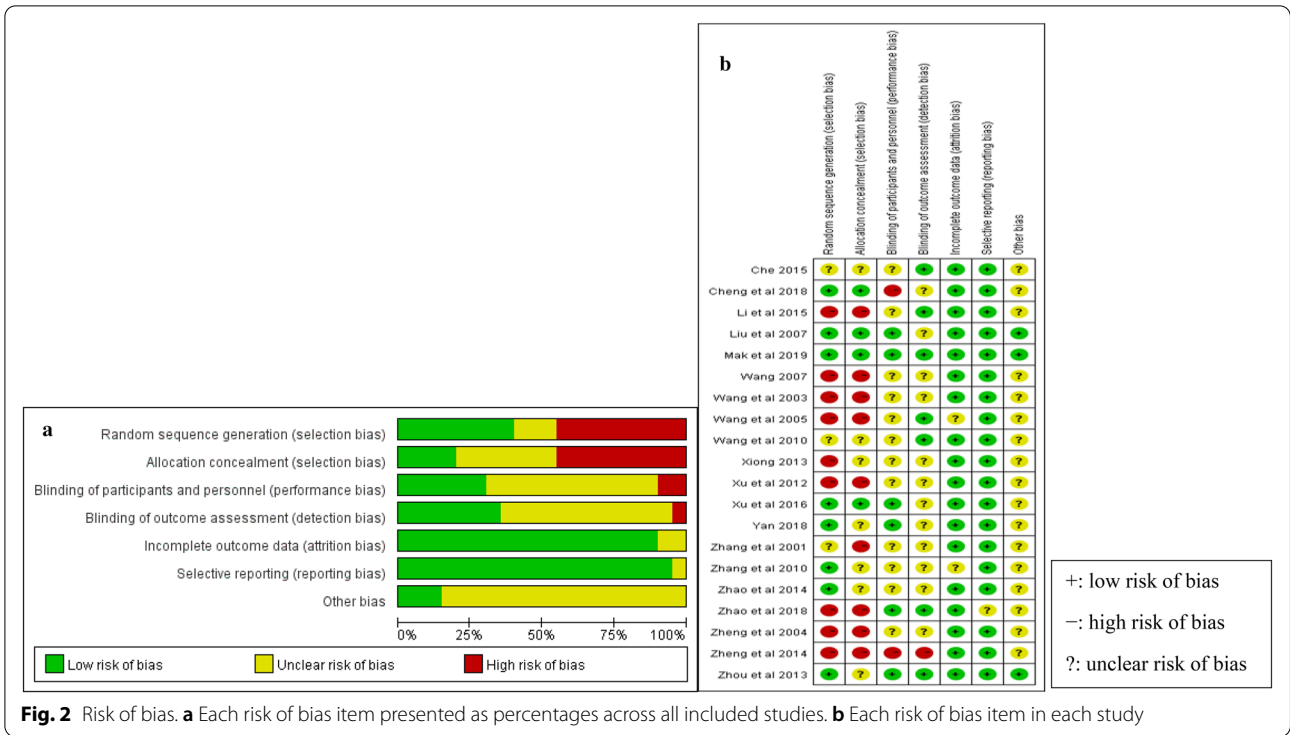 a
Random sequence generation (selection bias)
Allocation concealment (selection bias)
Blinding of participants and personnel (performance bias)
Blinding of outcome assessment (detection bias)
Incomplete outcome data (attrition bias)
Selective reporting (reporting bias)
Other bias
0% 25% 50% 75% 100%
Low risk of bias Unclear risk of bias High risk of bias
b
Random sequence generation (selection bias)
Allocation concealment (selection bias)
Blinding of participants and personnel (performance bias)
Blinding of outcome assessment (detection bias)
Incomplete outcome data (attrition bias)
Selective reporting (reporting bias)
Other bias
Che 2015 ? ? ? + + + ?
Cheng et al 2018 + + − ? + + ?
Li et al 2015 − − ? + + + ?
Liu et al 2007 + + + ? + + +
Mak et al 2019 + + + + + + +
Wang 2007 − − ? ? + + ?
Wang et al 2003 − − ? ? + + ?
Wang et al 2005 − − ? + ? + ?
Wang et al 2010 ? ? ? + + + ?
Xiong 2013 − ? ? ? + + ?
Xu et al 2012 − − ? ? + + ?
Xu et al 2016 + + + ? + + ?
Yan 2018 + ? + ? + + ?
Zhang et al 2001 ? − ? ? + + ?
Zhang et al 2010 + ? ? ? ? + ?
Zhao et al 2014 + ? ? ? + + ?
Zhao et al 2018 − − + + + ? ?
Zheng et al 2004 − − ? ? + + ?
Zheng et al 2014 − − − − + + ?
Zhou et al 2013 + ? + + + + +
+: low risk of bias
−: high risk of bias
?: unclear risk of bias
Fig. 2 Risk of bias. a Each risk of bias item presented as percentages across all included studies. b Each risk of bias item in each study